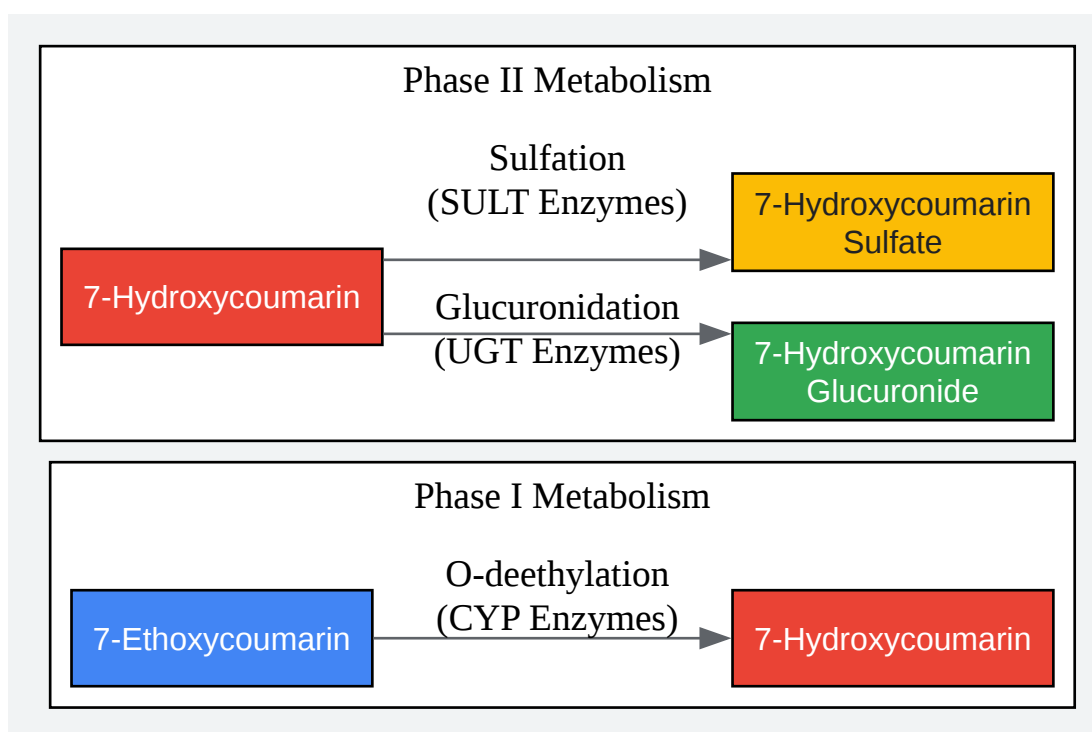 Phase II Metabolism
Sulfation
(SULT Enzymes)
7-Hydroxycoumarin
Sulfate
7-Hydroxycoumarin
Glucuronidation
(UGT Enzymes)
7-Hydroxycoumarin
Glucuronide
Phase I Metabolism
O-deethylation
(CYP Enzymes)
7-Ethoxycoumarin
7-Hydroxycoumarin